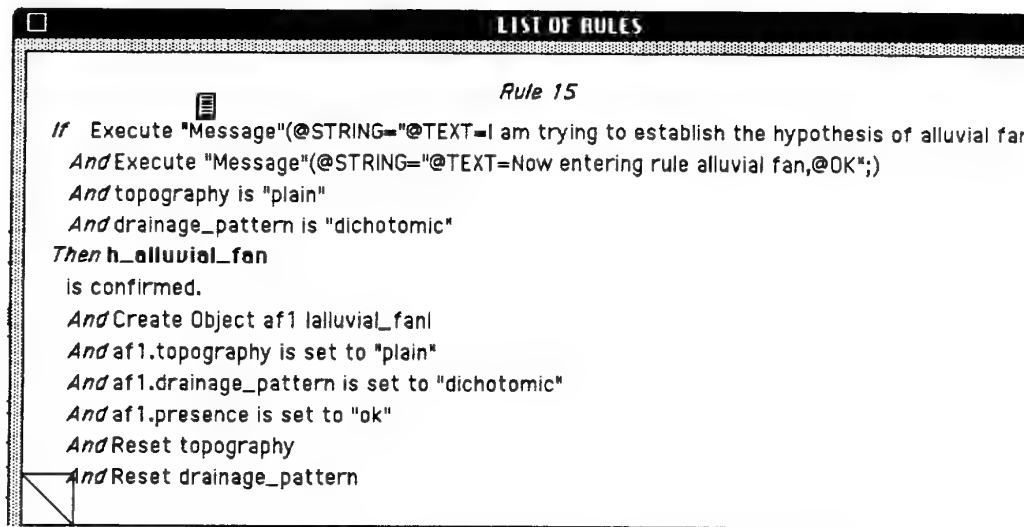 LIST OF RULES
Rule 15
If Execute "Message"(@STRING="@TEXT=I am trying to establish the hypothesis of alluvial fan
And Execute "Message"(@STRING="@TEXT=Now entering rule alluvial fan,@OK";)
And topography is "plain"
And drainage_pattern is "dichotomic"
Then h_alluvial_fan
is confirmed.
And Create Object af1 |alluvial_fan|
And af1.topography is set to "plain"
And af1.drainage_pattern is set to "dichotomic"
And af1.presence is set to "ok"
And Reset topography
And Reset drainage_pattern